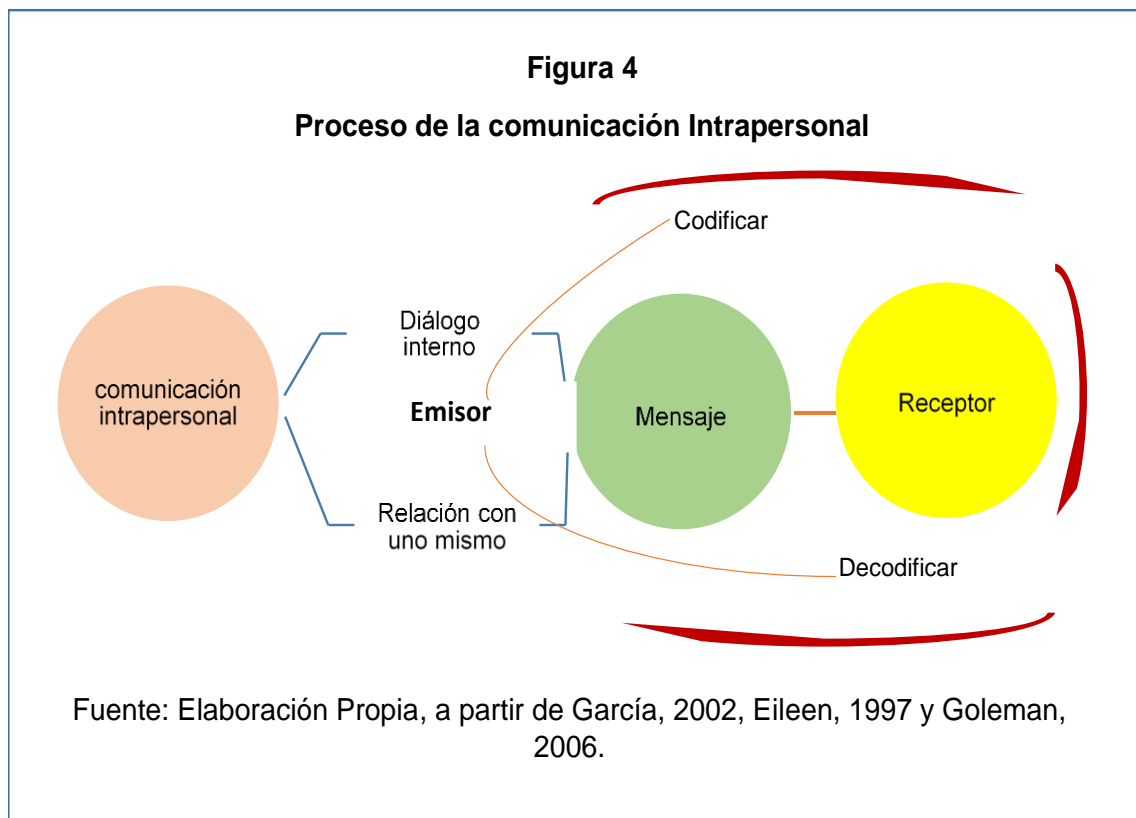 Figura 4
Proceso de la comunicación Intrapersonal
Codificar
Diálogo
interno
comunicación
intrapersonal
Emisor
Mensaje
Receptor
Relación con
uno mismo
Decodificar
Fuente: Elaboración Propia, a partir de García, 2002, Eileen, 1997 y Goleman,
2006.